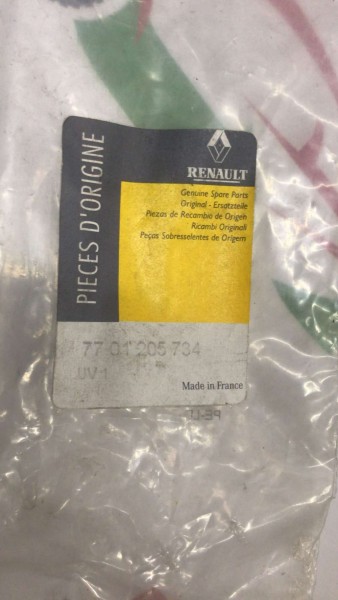 PIECES D'ORIGINE
RENAULT
Genuine Spare Parts
Original - Ersatzteile
Piezas de Recambio de Origen
Ricambi Originali
Peças Sobresselentes de Origem
77 01 205 734
UV1
Made in France